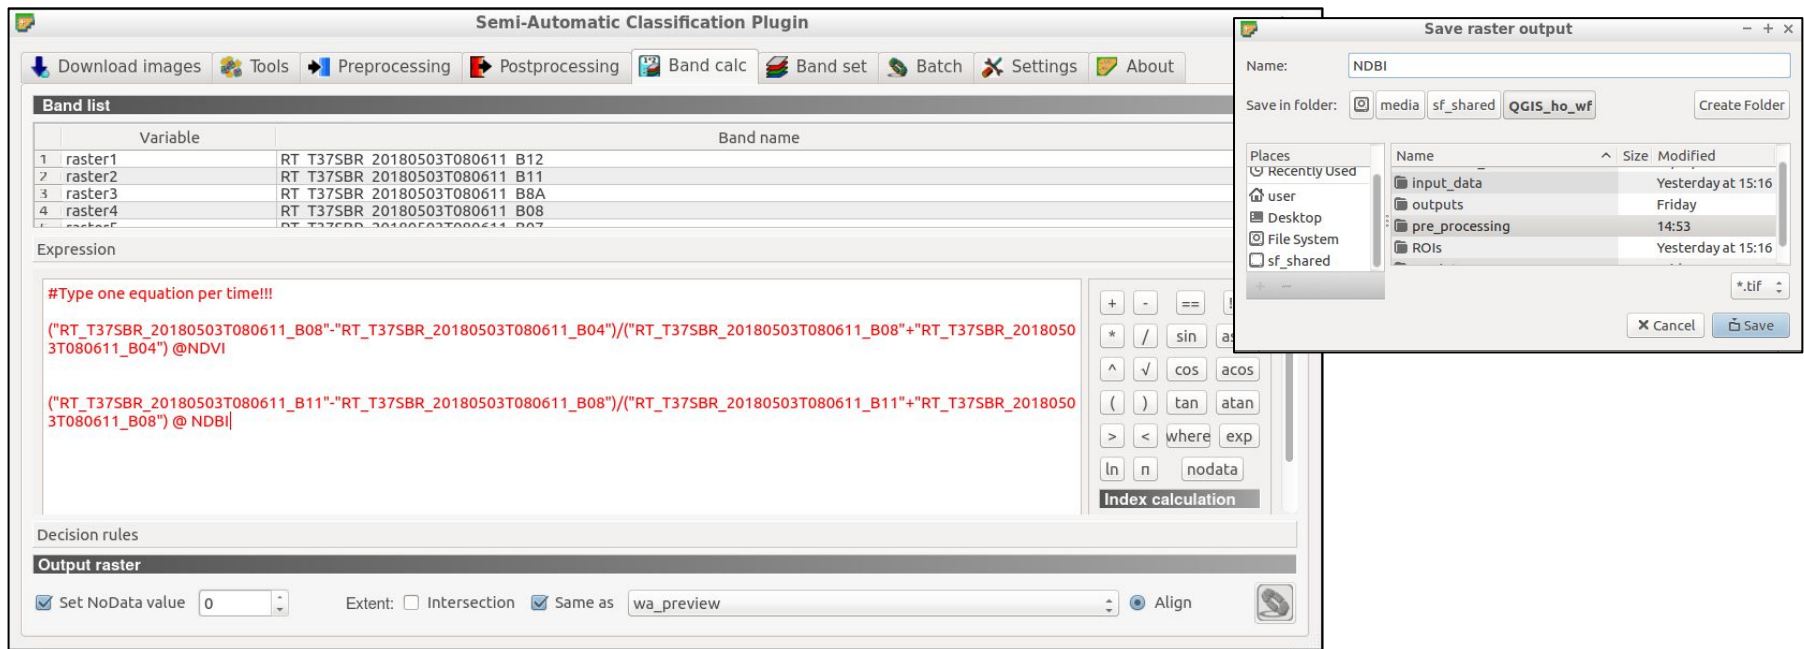 Semi-Automatic Classification Plugin
Download images Tools Preprocessing Postprocessing Band calc Band set Batch Settings About
Band list
Variable Band name
1 raster1 RT_T37SBR_20180503T080611_B12
2 raster2 RT_T37SBR_20180503T080611_B11
3 raster3 RT_T37SBR_20180503T080611_B8A
4 raster4 RT_T37SBR_20180503T080611_B08
Expression
#Type one equation per time!!!
("RT_T37SBR_20180503T080611_B08"-"RT_T37SBR_20180503T080611_B04")/("RT_T37SBR_20180503T080611_B08"+"RT_T37SBR_2018050
3T080611_B04") @NDVI
("RT_T37SBR_20180503T080611_B11"-"RT_T37SBR_20180503T080611_B08")/("RT_T37SBR_20180503T080611_B11"+"RT_T37SBR_2018050
3T080611_B08") @ NDBI
+ - ==
* / sin
^ √ cos acos
( ) tan atan
> < where exp
ln π nodata
Index calculation
Decision rules
Output raster
Set NoData value 0 Extent: Intersection Same as wa_preview Align
Save raster output
Name: NDBI
Save in folder: media sf_shared QGIS_ho_wf Create Folder
Places
Recently Used
user
Desktop
File System
sf_shared
Name Size Modified
input_data Yesterday at 15:16
outputs Friday
pre_processing 14:53
ROIs Yesterday at 15:16
*.tif
Cancel Save